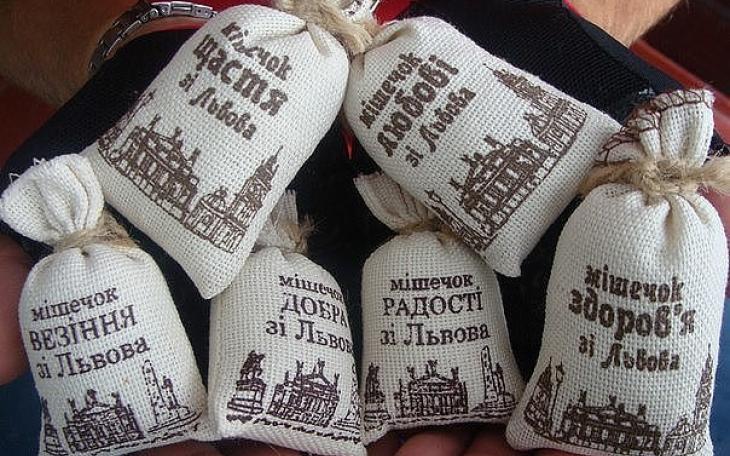 мішечок
щастя
зі Львова
мішечок
любові
зі Львова
мішечок
ВЕЗІННЯ
зі Львова
мішечок
ДОБРА
зі Львова
мішечок
РАДОСТІ
зі Львова
мішечок
здоров'я
зі Львова